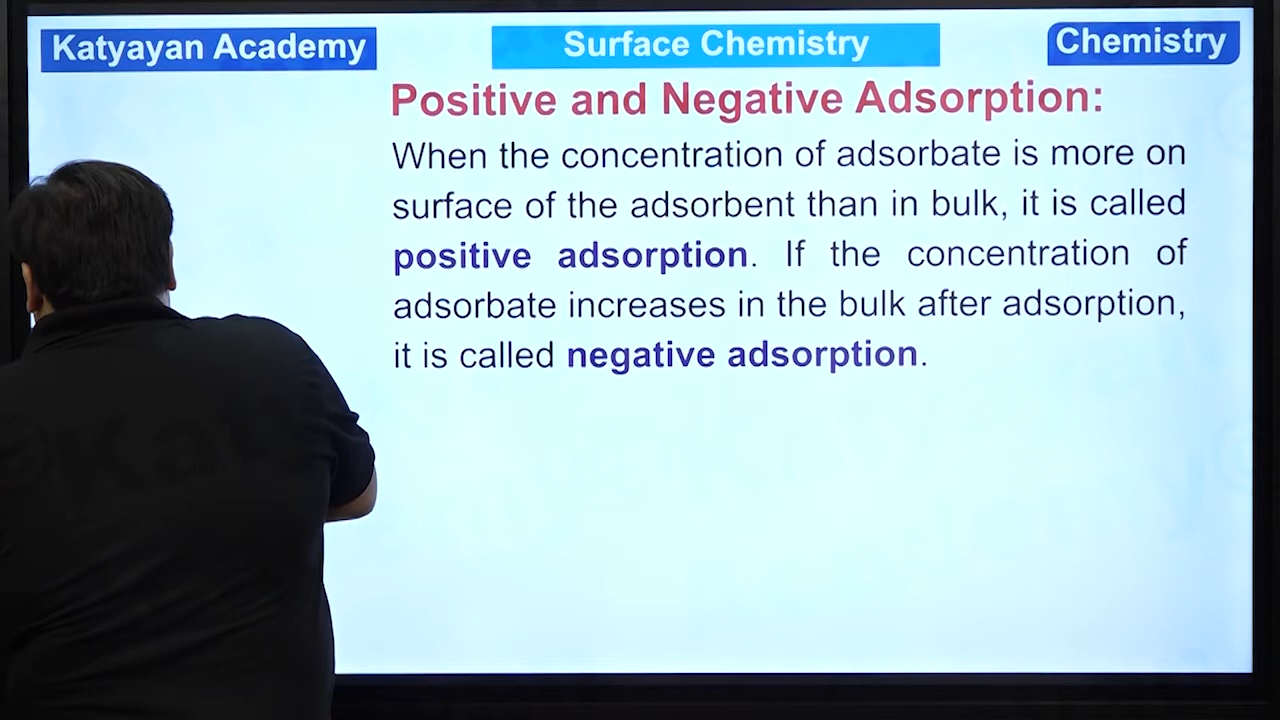 Katyayan Academy
Surface Chemistry
Chemistry
Positive and Negative Adsorption:
When the concentration of adsorbate is more on
surface of the adsorbent than in bulk, it is called
positive adsorption. If the concentration of
adsorbate increases in the bulk after adsorption,
it is called negative adsorption.